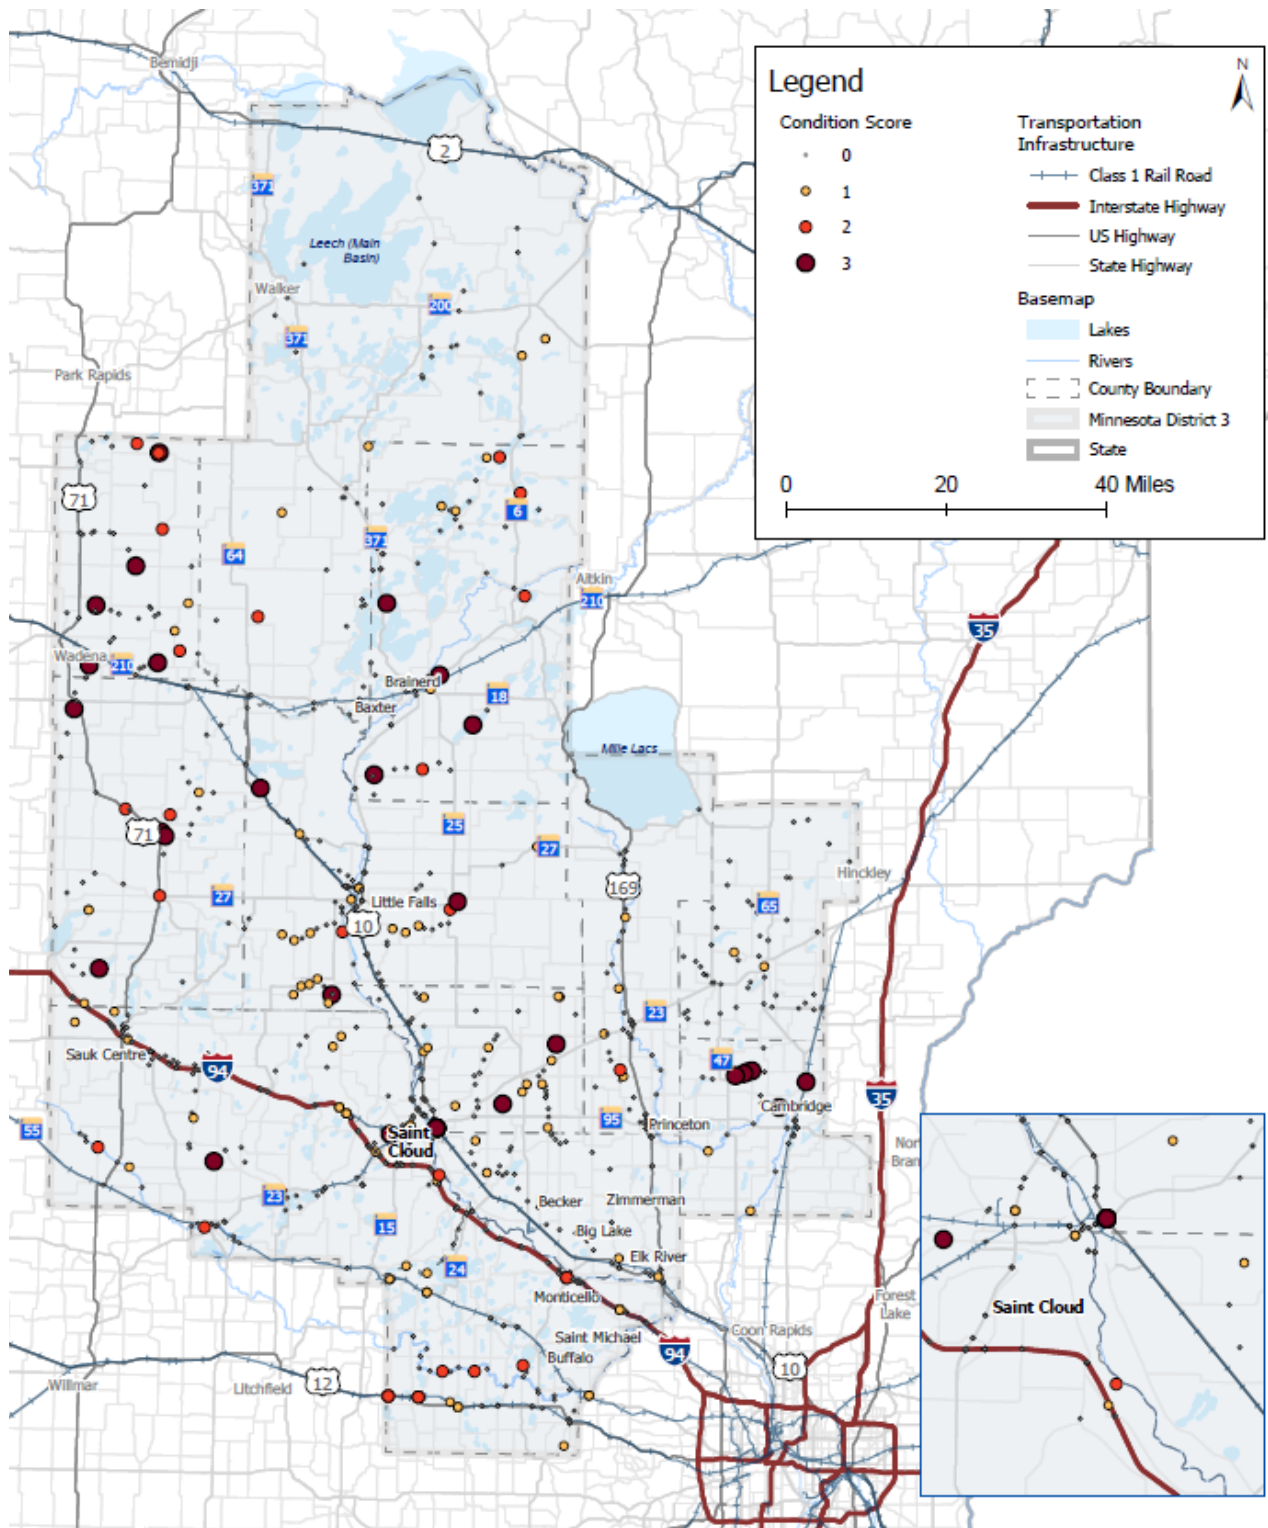 Bemidji
N
Legend
Condition Score
0
1
2
3
Transportation
Infrastructure
Class 1 Rail Road
Interstate Highway
US Highway
State Highway
Basemap
Lakes
Rivers
County Boundary
Minnesota District 3
State
0 20 40 Miles
2
371
Leech (Main
Basin)
Walker
200
371
Park Rapids
71
6
371
64
Aitkin
210
35
Wadena
210
Brainerd
18
Baxter
Mille Lacs
71
25
27
Hinckley
169
27
Little Falls
65
10
23
Sauk Centre
47
94
35
Cambridge
55
95
Princeton
Saint
Cloud
Nor
Bran
23
Becker
Zimmerman
15
Big Lake
Elk River
24
Monticello
Forest
Lake
Saint Cloud
Coon Rapids
Saint Michael
94
Buffalo
10
Willmar
Litchfield
12